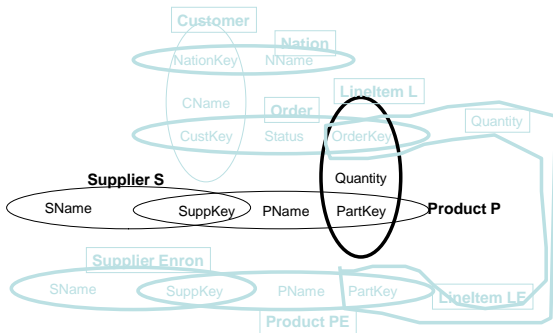 Customer
Nation
NationKey NName
LineItem L
CName
Order
Quantity
CustKey Status OrderKey
Supplier S
Quantity
SName SuppKey PName PartKey Product P
Supplier Enron
SName SuppKey PName PartKey
LineItem LE
Product PE